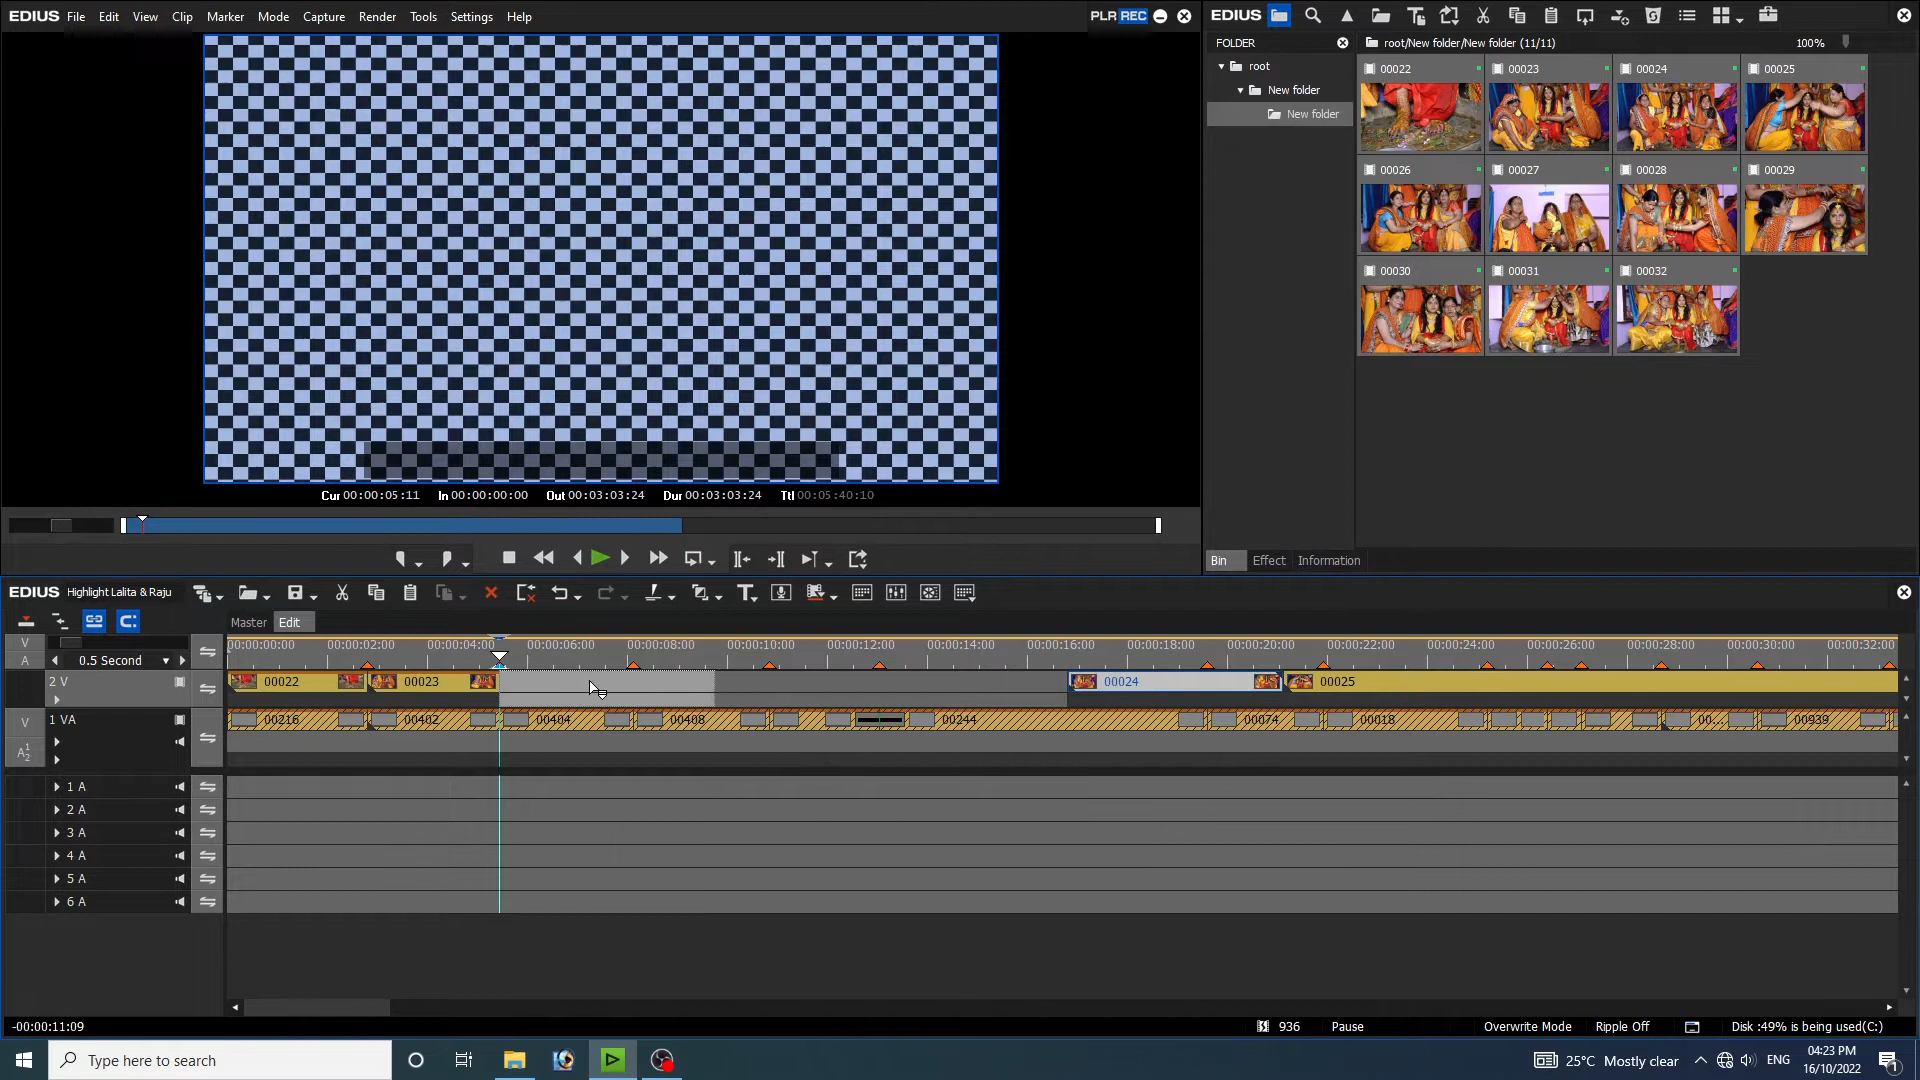 EDIUS File Edit View Clip Marker Mode Capture Render Tools Settings Help
PLR REC
EDIUS
FOLDER
root/New folder/New folder (11/11)
100%
root
New folder
New folder
00022 00023 00024 00025
00026 00027 00028 00029
00030 00031 00032
Cur 00:00:05:11 In 00:00:00:00 Out 00:03:03:24 Dur 00:03:03:24 Ttl 00:05:40:10
Bin Effect Information
EDIUS Highlight Lalita & Raju
Master Edit
V
A
0.5 Second
00:00:00:00 00:00:02:00 00:00:04:00 00:00:06:00 00:00:08:00 00:00:10:00 00:00:12:00 00:00:14:00 00:00:16:00 00:00:18:00 00:00:20:00 00:00:22:00 00:00:24:00 00:00:26:00 00:00:28:00 00:00:30:00 00:00:32:00
2 V
00022 00023 00024 00025
V 1 VA
00216 00402 00404 00408 00244 00074 00018 00... 00939
A 1 2
1 A
2 A
3 A
4 A
5 A
6 A
-00:00:11:09
936 Pause Overwrite Mode Ripple Off Disk :49% is being used(C:)
Type here to search
25°C Mostly clear
ENG
04:23 PM
16/10/2022
1